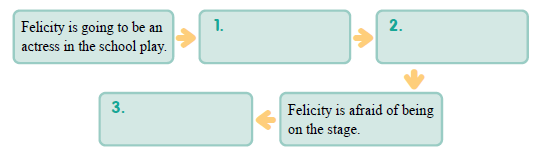 Felicity is going to be an
actress in the school play.
1.
2.
3.
Felicity is afraid of being
on the stage.